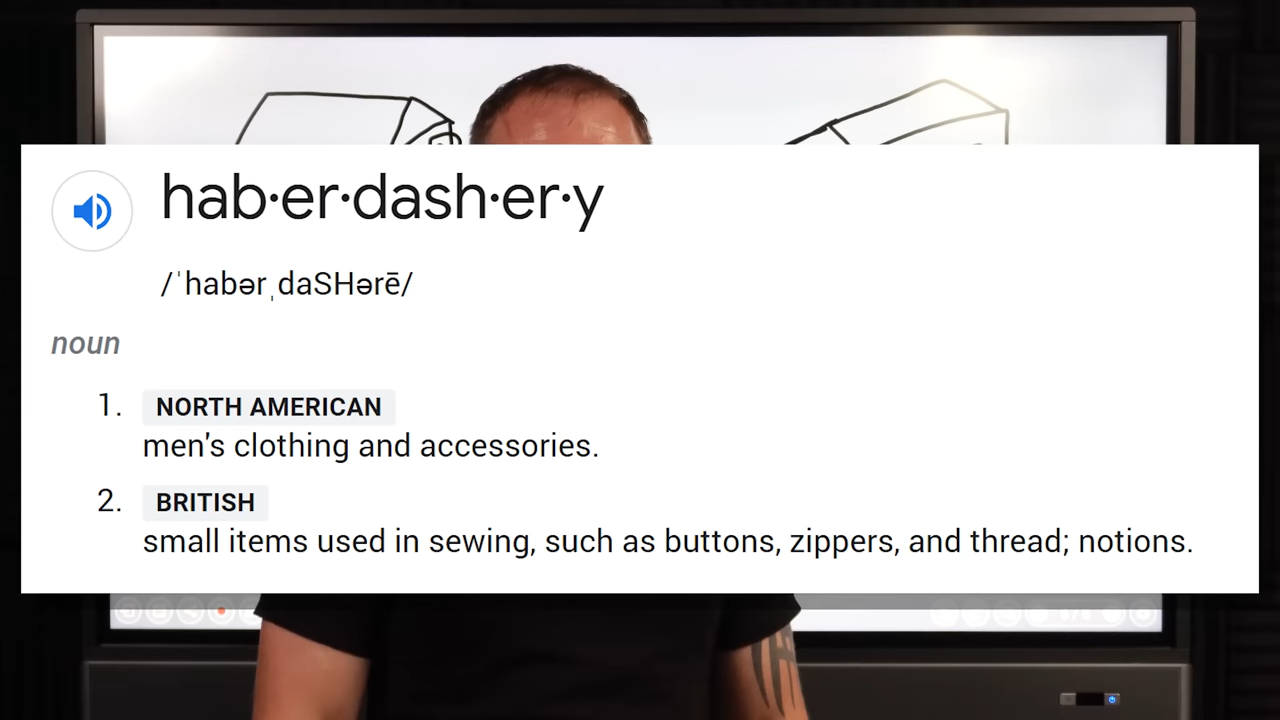 hab·er·dash·er·y
/ˈhabərˌdaSHərē/
noun
1. NORTH AMERICAN
men's clothing and accessories.
2. BRITISH
small items used in sewing, such as buttons, zippers, and thread; notions.